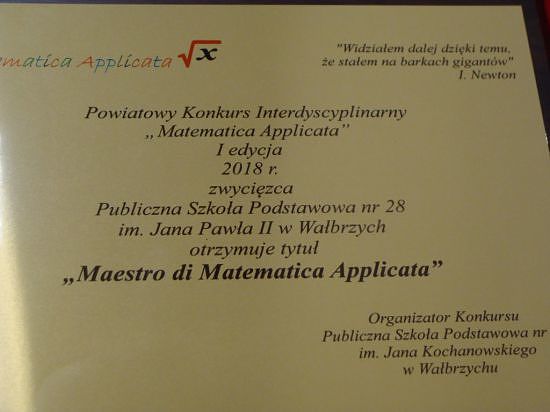 matica Applicata √x
"Widziałem dalej dzięki temu,
że stałem na barkach gigantów"
I. Newton
Powiatowy Konkurs Interdyscyplinarny
„Matematica Applicata”
I edycja
2018 r.
zwycięzca
Publiczna Szkoła Podstawowa nr 28
im. Jana Pawła II w Wałbrzych
otrzymuje tytuł
„Maestro di Matematica Applicata”
Organizator Konkursu
Publiczna Szkoła Podstawowa nr
im. Jana Kochanowskiego
w Wałbrzychu